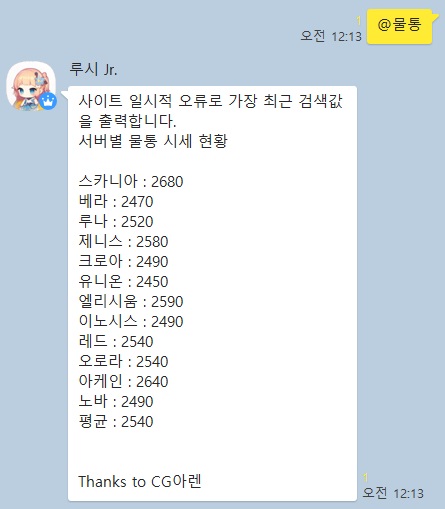 1
오전 12:13
@물통
루시 Jr.
사이트 일시적 오류로 가장 최근 검색값
을 출력합니다.
서버별 물통 시세 현황
스카니아 : 2680
베라 : 2470
루나 : 2520
제니스 : 2580
크로아 : 2490
유니온 : 2450
엘리시움 : 2590
이노시스 : 2490
레드 : 2540
오로라 : 2540
아케인 : 2640
노바 : 2490
평균 : 2540
Thanks to CG아렌
1
오전 12:13